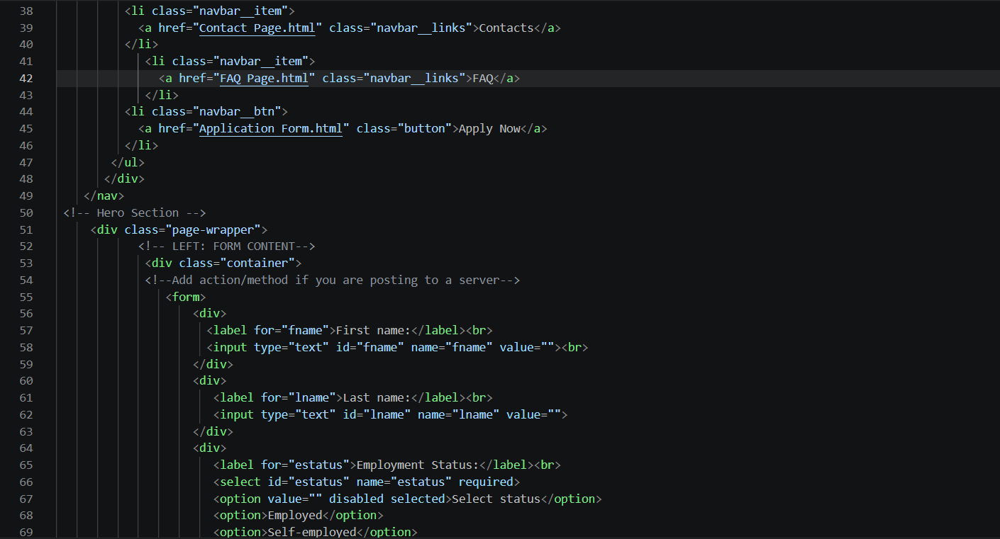 38 <li class="navbar__item">
39 <a href="Contact Page.html" class="navbar__links">Contacts</a>
40 </li>
41 <li class="navbar__item">
42 <a href="FAQ Page.html" class="navbar__links">FAQ</a>
43 </li>
44 <li class="navbar__btn">
45 <a href="Application Form.html" class="button">Apply Now</a>
46 </li>
47 </ul>
48 </div>
49 </nav>
50 <!-- Hero Section -->
51 <div class="page-wrapper">
52 <!-- LEFT: FORM CONTENT-->
53 <div class="container">
54 <!--Add action/method if you are posting to a server-->
55 <form>
56 <div>
57 <label for="fname">First name:</label><br>
58 <input type="text" id="fname" name="fname" value=""><br>
59 </div>
60 <div>
61 <label for="lname">Last name:</label><br>
62 <input type="text" id="lname" name="lname" value="">
63 </div>
64 <div>
65 <label for="estatus">Employment Status:</label><br>
66 <select id="estatus" name="estatus" required>
67 <option value="" disabled selected>Select status</option>
68 <option>Employed</option>
69 <option>Self-employed</option>